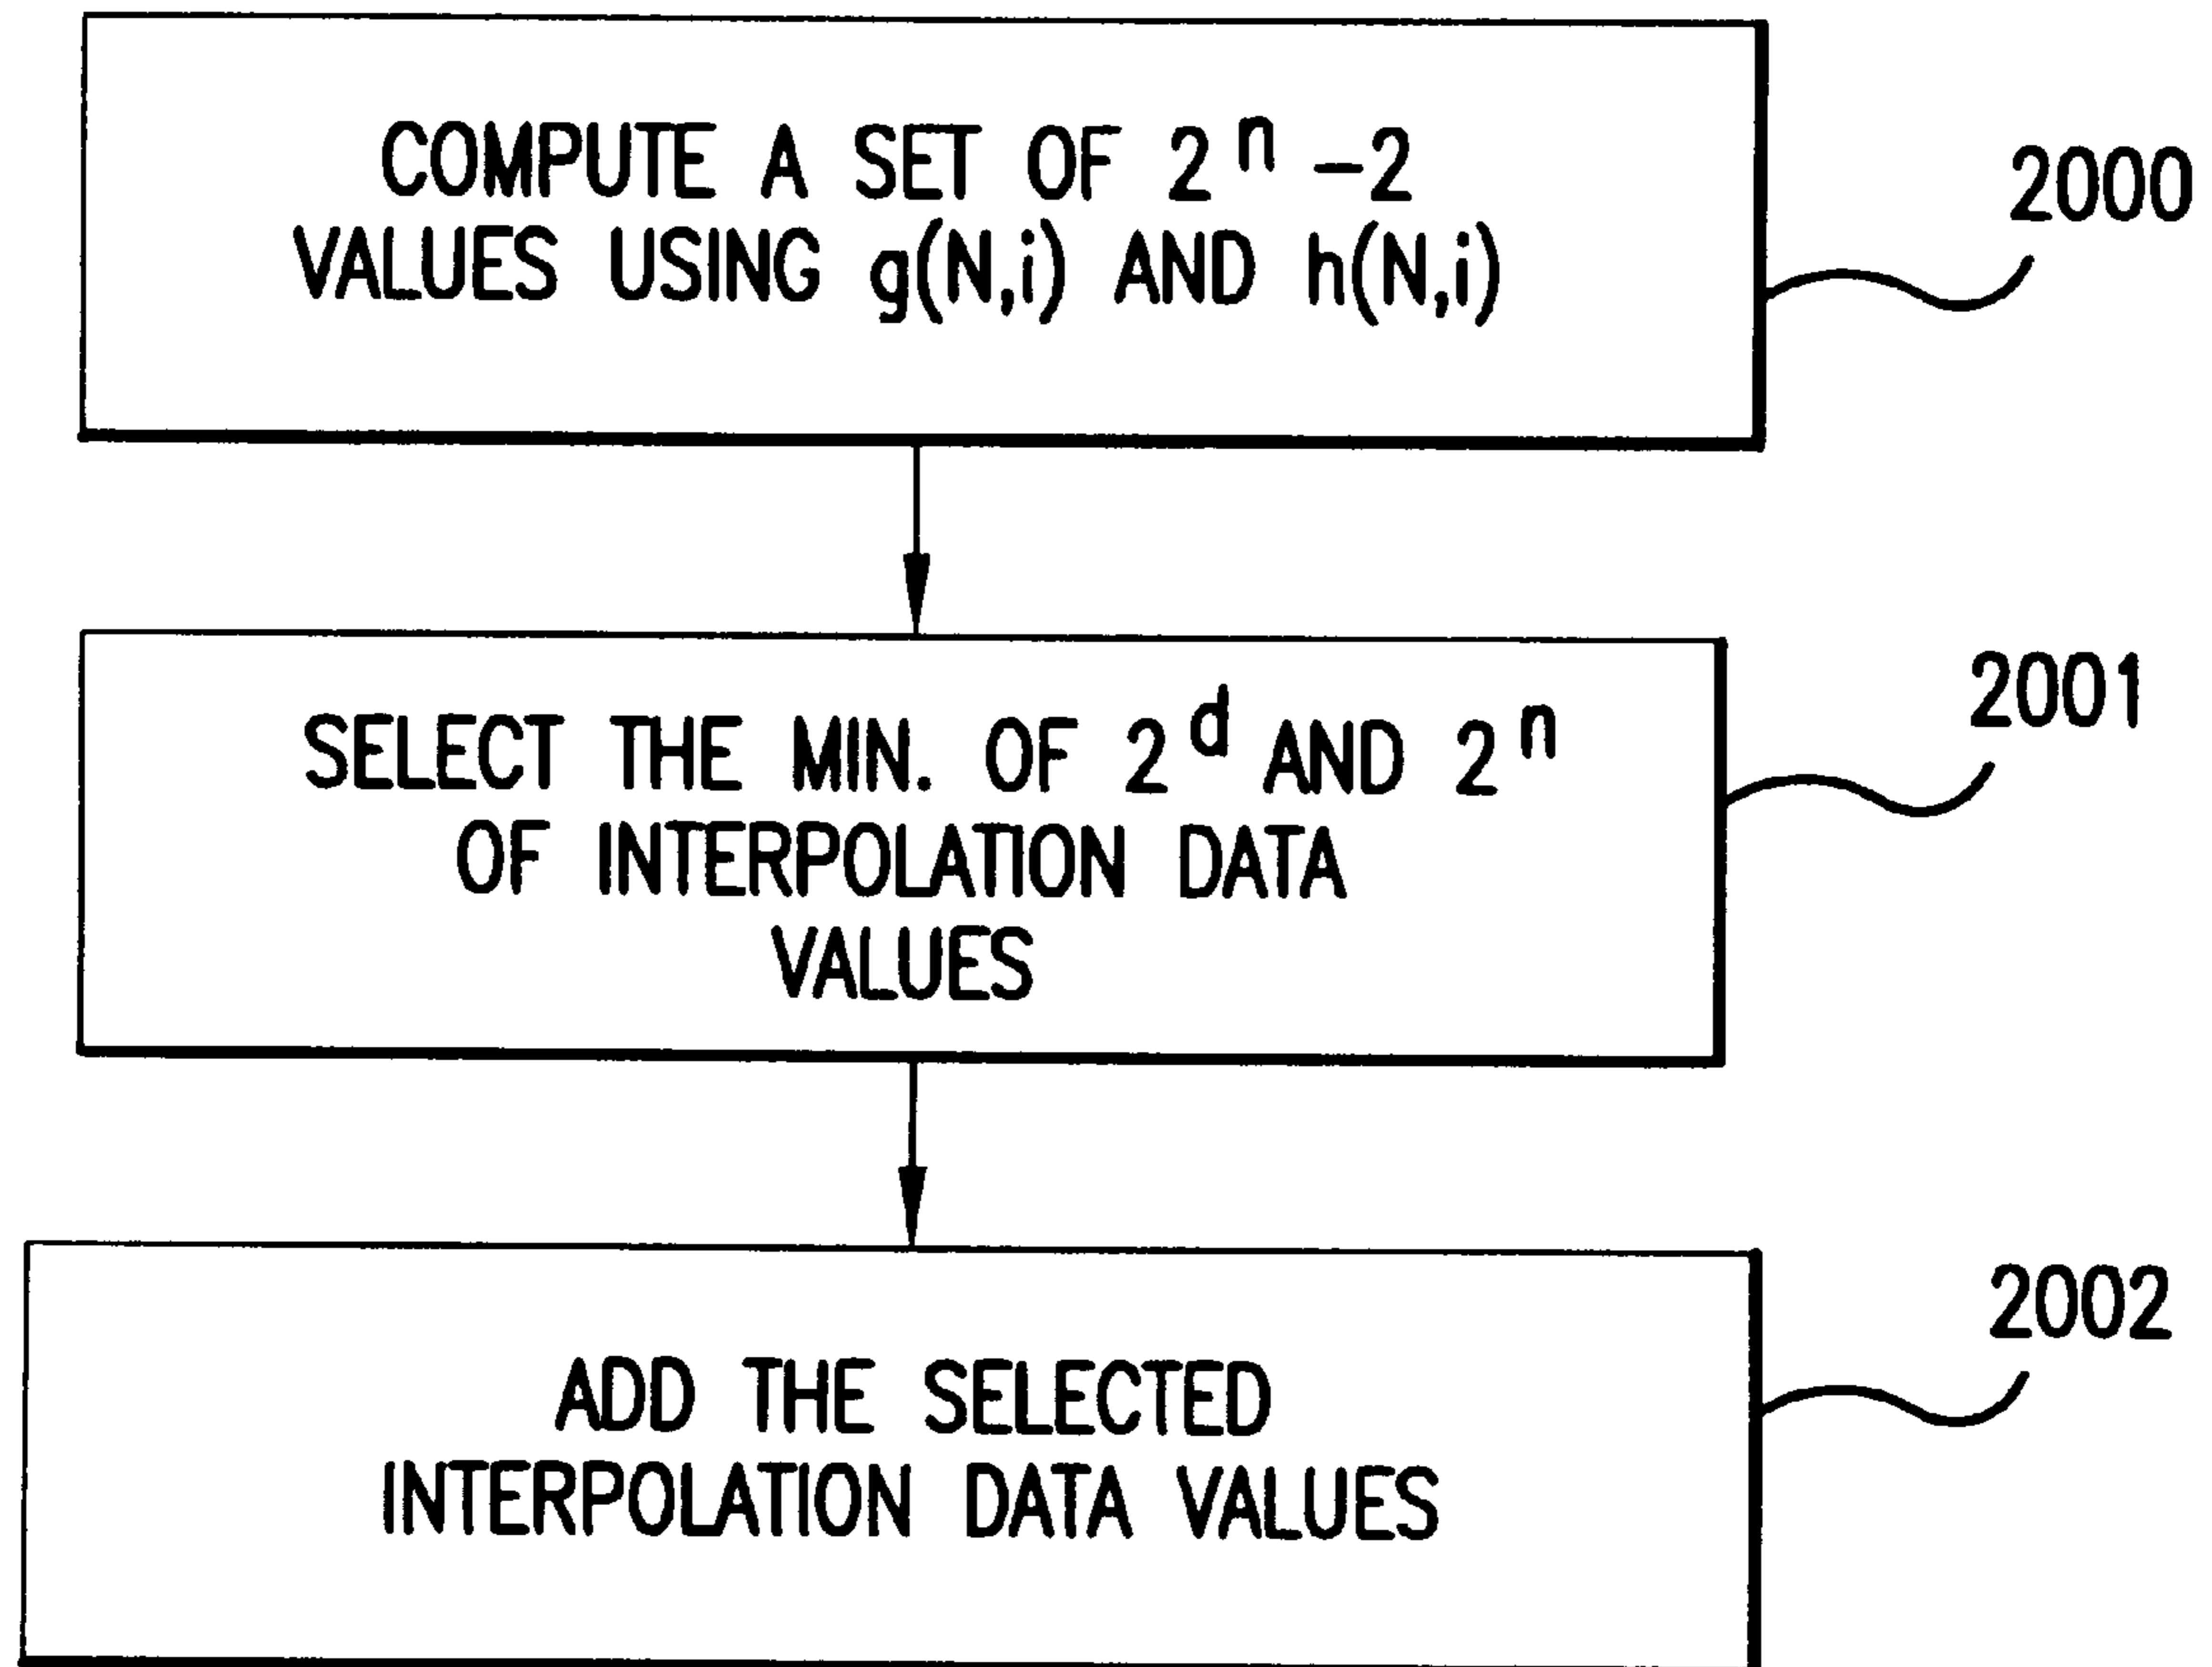 COMPUTE A SET OF 2ⁿ -2
VALUES USING g(N,i) AND h(N,i)
2000
SELECT THE MIN. OF 2ᵈ AND 2ⁿ
OF INTERPOLATION DATA
VALUES
2001
ADD THE SELECTED
INTERPOLATION DATA VALUES
2002